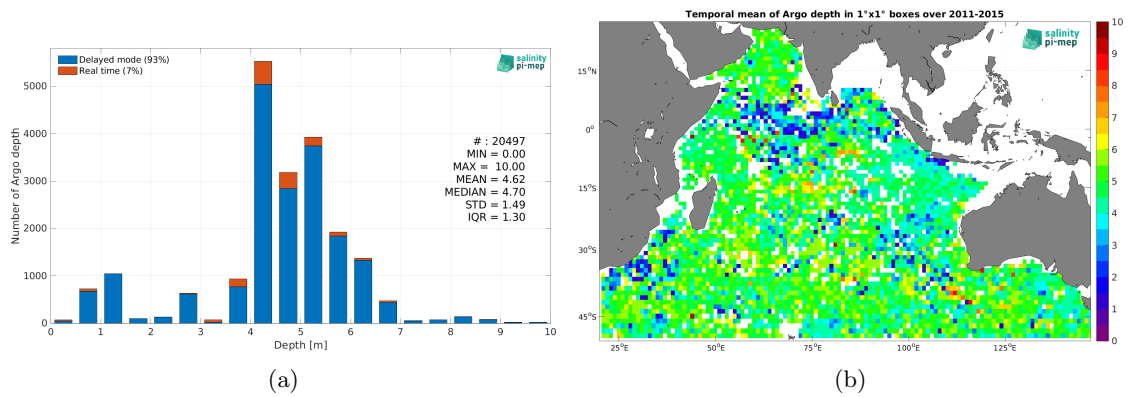 Delayed mode (93%)
Real time (7%)
salinity
pi-mep
# : 20497
MIN = 0.00
MAX = 10.00
MEAN = 4.62
MEDIAN = 4.70
STD = 1.49
IQR = 1.30
Number of Argo depth
5000
4000
3000
2000
1000
0
0 1 2 3 4 5 6 7 8 9 10
Depth [m]
(a)
Temporal mean of Argo depth in 1°x1° boxes over 2011-2015
salinity
pi-mep
15°N
0°
15°S
30°S
45°S
25°E 50°E 75°E 100°E 125°E
10
9
8
7
6
5
4
3
2
1
0
(b)